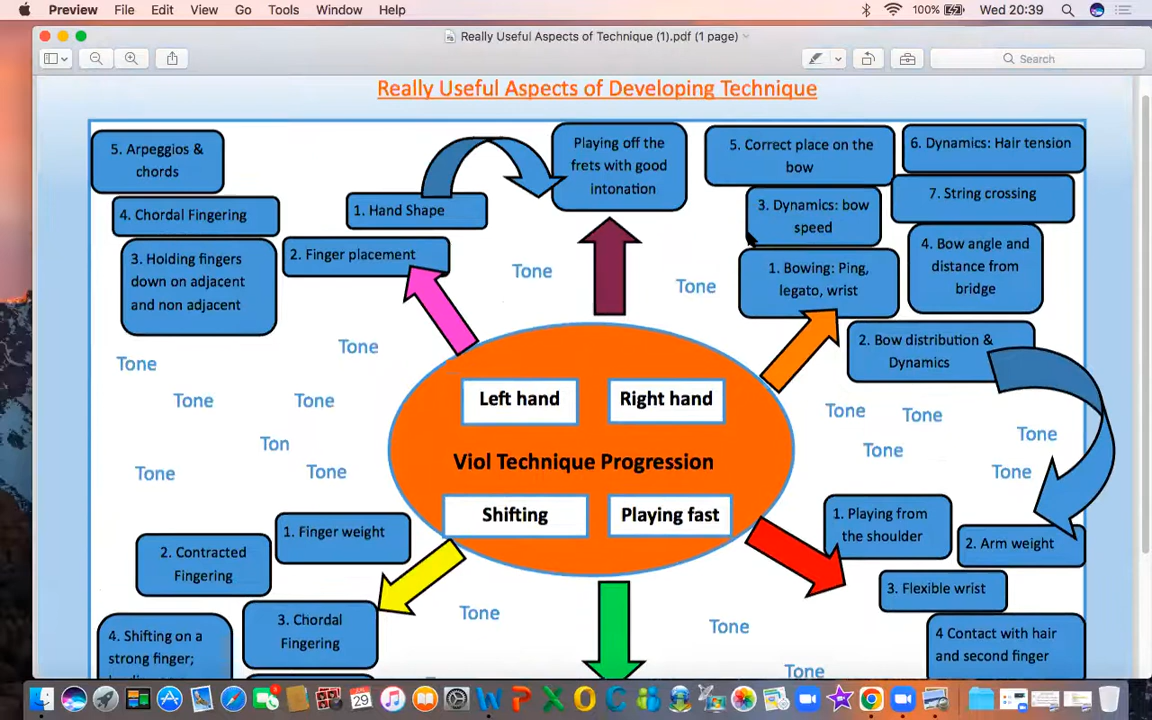 Preview File Edit View Go Tools Window Help
100% Wed 20:39
Really Useful Aspects of Technique (1).pdf (1 page)
Search
Really Useful Aspects of Developing Technique
5. Arpeggios &
chords
4. Chordal Fingering
3. Holding fingers
down on adjacent
and non adjacent
1. Hand Shape
2. Finger placement
Playing off the
frets with good
intonation
5. Correct place on the
bow
6. Dynamics: Hair tension
3. Dynamics: bow
speed
7. String crossing
1. Bowing: Ping,
legato, wrist
4. Bow angle and
distance from
bridge
2. Bow distribution &
Dynamics
Tone
Tone
Tone
Tone
Tone
Tone
Ton
Tone
Tone
Tone
Tone
Tone
Tone
Tone
Left hand
Right hand
Viol Technique Progression
Shifting
Playing fast
1. Finger weight
2. Contracted
Fingering
3. Chordal
Fingering
4. Shifting on a
strong finger;
1. Playing from
the shoulder
2. Arm weight
3. Flexible wrist
4 Contact with hair
and second finger
Tone
Tone
Tone
29